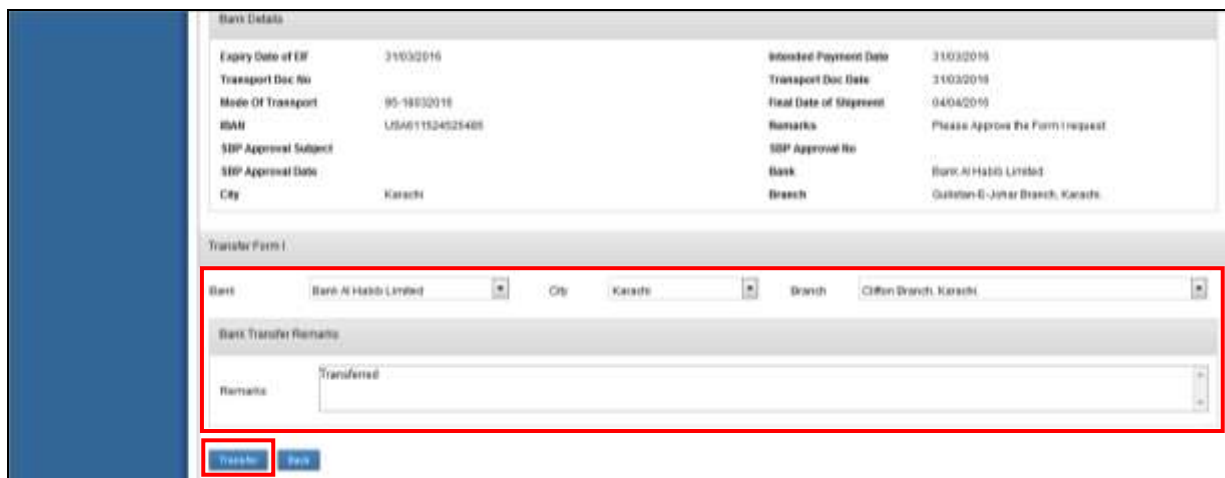 Bank Details
Expiry Date of EIF 31/03/2016 Intended Payment Date 31/03/2016
Transport Doc No Transport Doc Date 31/03/2016
Mode Of Transport 95-18032016 Final Date of Shipment 04/04/2016
IBAN Remarks Please Approve the Form I request
SBP Approval Subject SBP Approval No
SBP Approval Date Bank Bank Al Habib Limited
City Karachi Branch Gulistan-E-Johar Branch, Karachi
Transfer Form I
Bank Bank Al Habib Limited City Karachi Branch Clifton Branch, Karachi
Bank Transfer Remarks
Remarks Transferred
Transfer Back